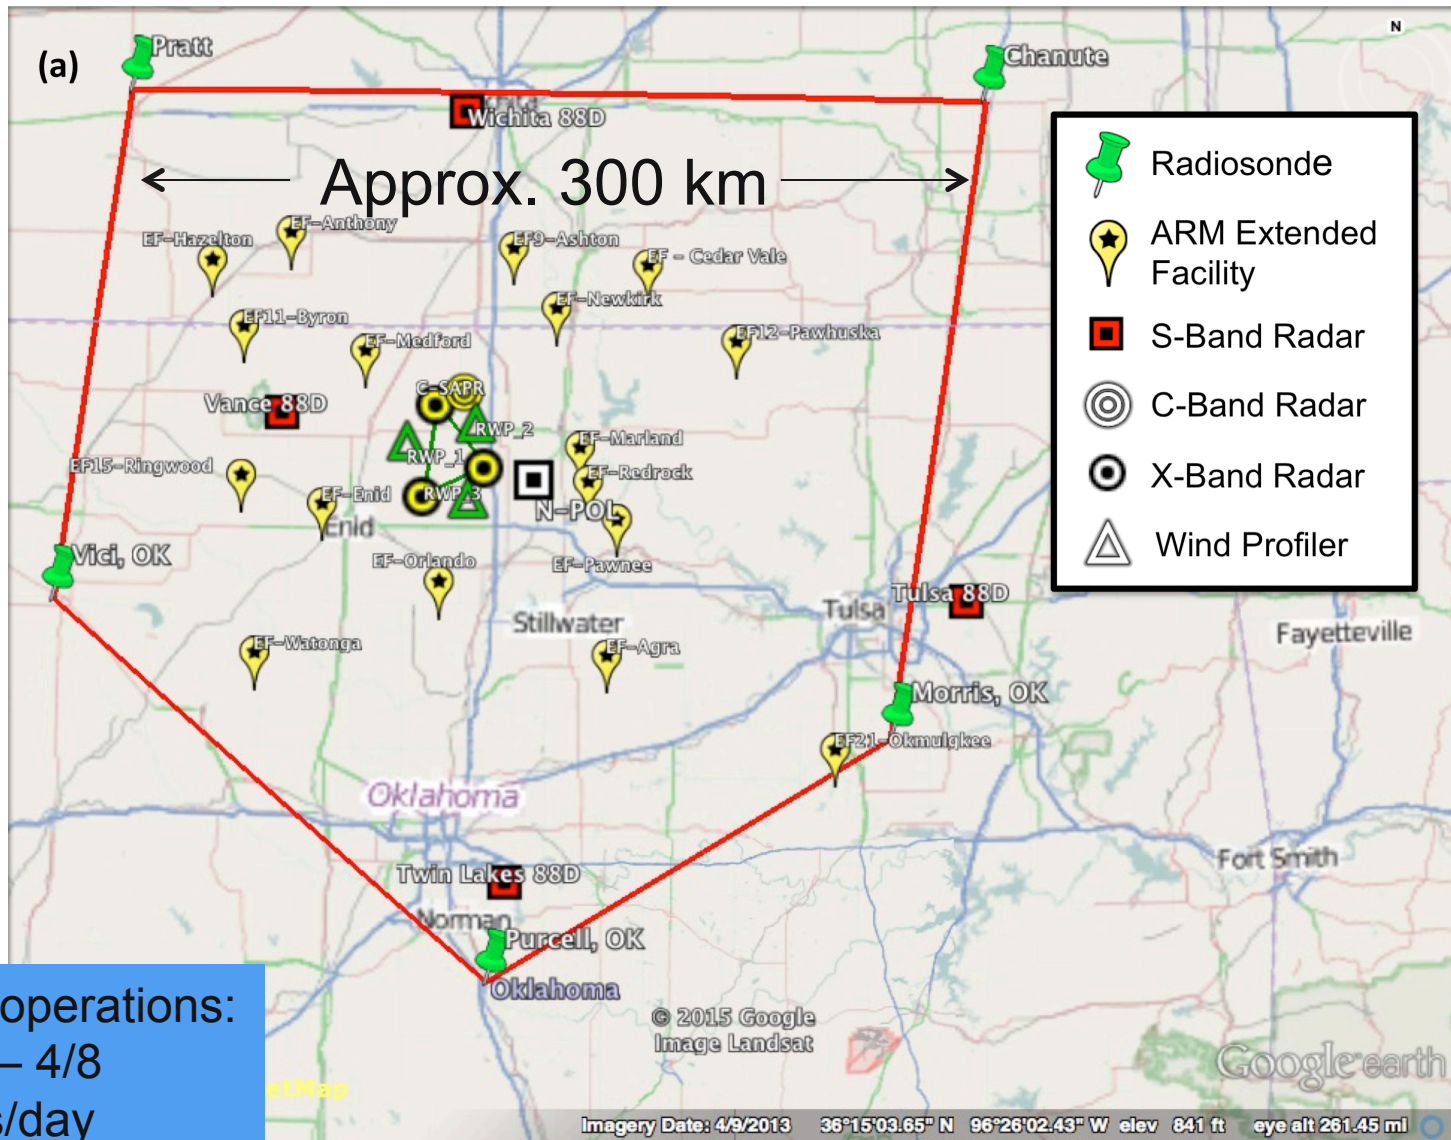 (a)
Pratt
Chanute
Wichita 88D
Approx. 300 km
N
Radiosonde
ARM Extended
Facility
S-Band Radar
C-Band Radar
X-Band Radar
Wind Profiler
EF-Anthony
EF-Hazelton
EF9-Ashton
EF - Cedar Vale
EF-Newkirk
EF11-Byron
EF-Medford
EF12-Pawhuska
C-SAPR
Vance 88D
RWP_2
RWP_1
EF-Marland
EF15-Ringwood
EF-Redrock
EF-Enid
RWP_3
N-POL
Enid
Vici, OK
EF-Orlando
EF-Pawnee
Tulsa 88D
Tulsa
Stillwater
Fayetteville
EF-Watonga
EF-Agra
Morris, OK
EF21-Okmulgkee
Oklahoma
Twin Lakes 88D
Fort Smith
Norman
Purcell, OK
Oklahoma
operations:
– 4/8
s/day
© 2015 Google
Image Landsat
Google earth
etMap
Imagery Date: 4/9/2013 36°15'03.65" N 96°26'02.43" W elev 841 ft eye alt 261.45 mi